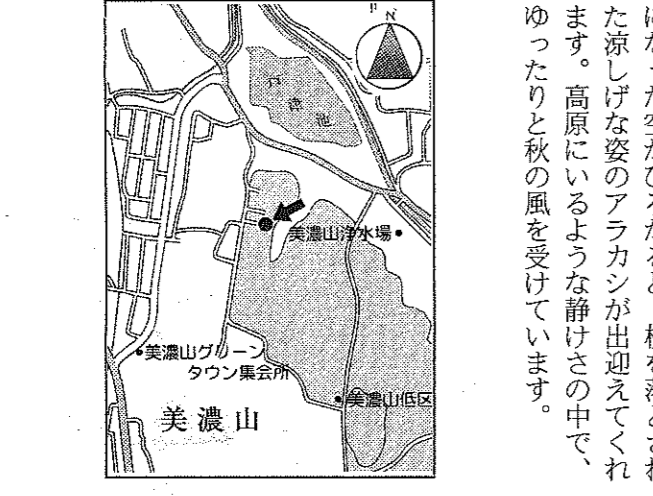 た涼しげな姿のアラカシが出迎えてくれ
ます。高原にいるような静けさの中で、
ゆったりと秋の風を受けています。
N
池
美濃山浄水場
美濃山グリーン
タウン集会所
美濃山低区
美濃山